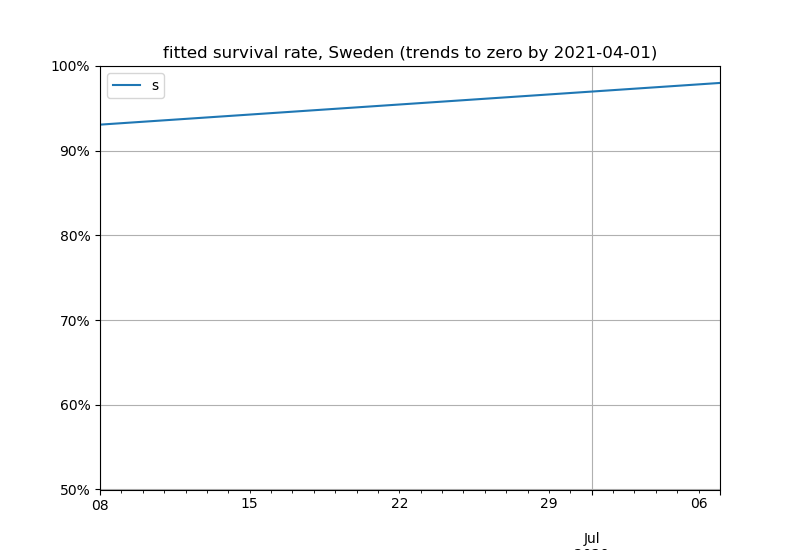 fitted survival rate, Sweden (trends to zero by 2021-04-01)
100%
s
90%
80%
70%
60%
50%
08 15 22 29 06
Jul